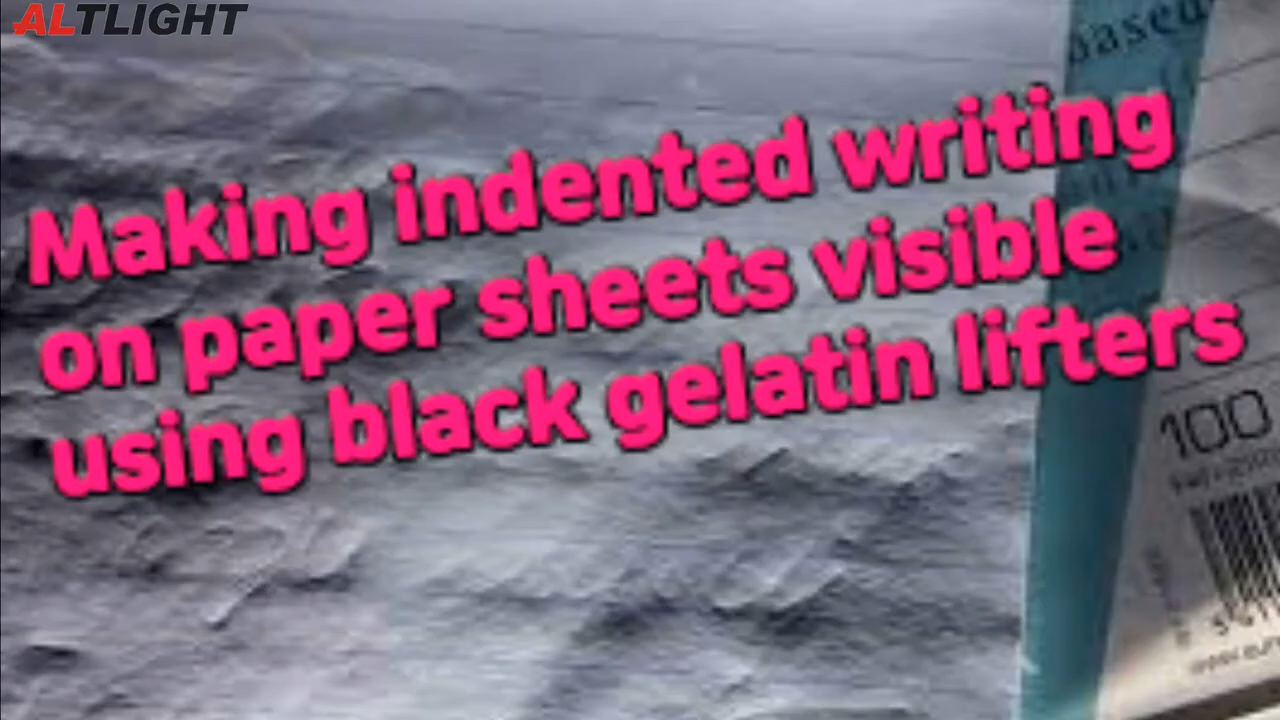 ALTLIGHT
Making indented writing
on paper sheets visible
using black gelatin lifters
100